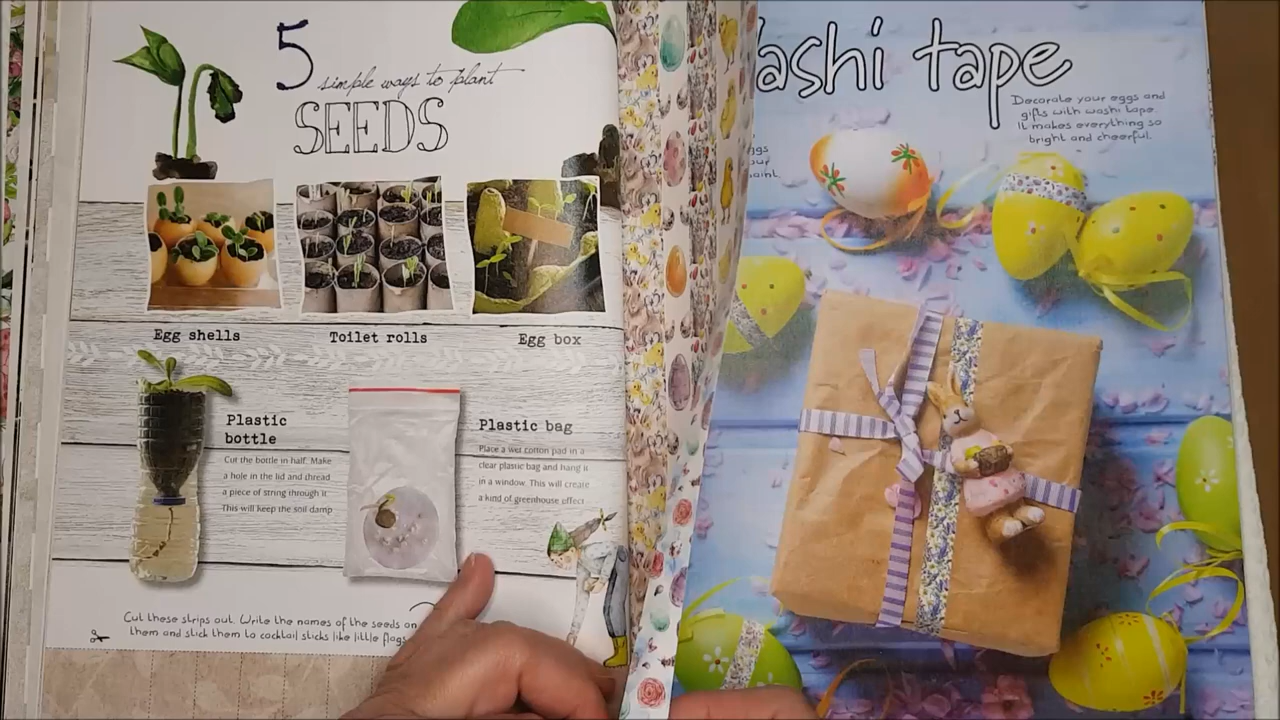 5 simple ways to plant
SEEDS
Egg shells
Toilet rolls
Egg box
Plastic
bottle
Cut the bottle in half. Make
a hole in the lid and thread
a piece of string through it.
This will keep the soil damp
Plastic bag
Place a wet cotton pad in a
clear plastic bag and hang it
in a window. This will create
a kind of greenhouse effect
Cut these strips out. Write the names of the seeds on
them and stick them to cocktail sticks like little flags
ashi tape
Decorate your eggs and
gifts with washi tape.
It makes everything so
bright and cheerful.